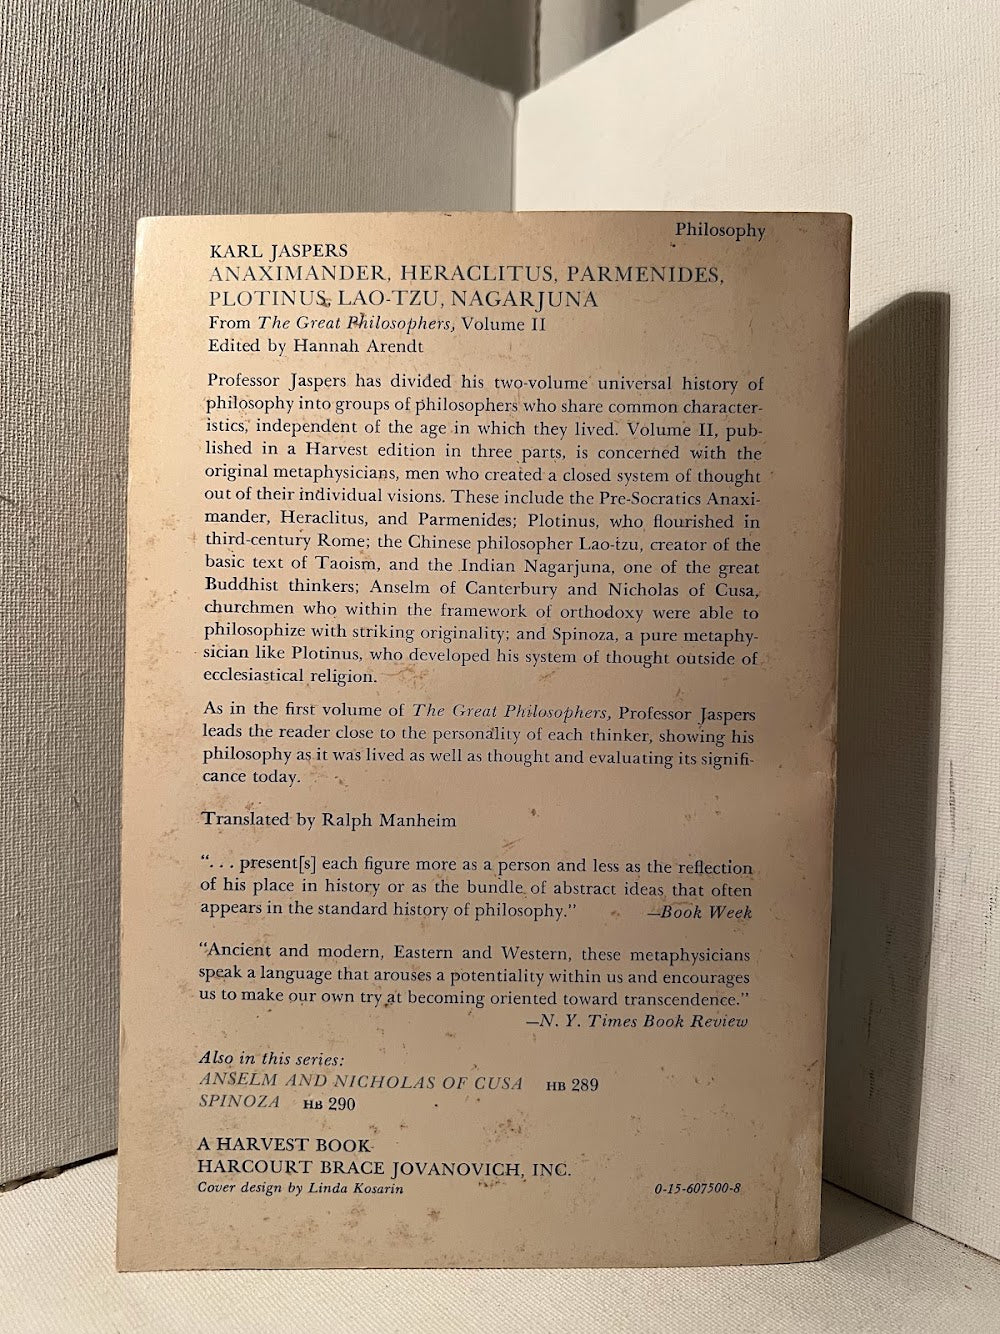 Philosophy
KARL JASPERS
ANAXIMANDER, HERACLITUS, PARMENIDES,
PLOTINUS, LAO-TZU, NAGARJUNA
From The Great Philosophers, Volume II
Edited by Hannah Arendt
Professor Jaspers has divided his two-volume universal history of
philosophy into groups of philosophers who share common character-
istics, independent of the age in which they lived. Volume II, pub-
lished in a Harvest edition in three parts, is concerned with the
original metaphysicians, men who created a closed system of thought
out of their individual visions. These include the Pre-Socratics Anaxi-
mander, Heraclitus, and Parmenides; Plotinus, who flourished in
third-century Rome; the Chinese philosopher Lao-tzu, creator of the
basic text of Taoism, and the Indian Nagarjuna, one of the great
Buddhist thinkers; Anselm of Canterbury and Nicholas of Cusa,
churchmen who within the framework of orthodoxy were able to
philosophize with striking originality; and Spinoza, a pure metaphy-
sician like Plotinus, who developed his system of thought outside of
ecclesiastical religion.
As in the first volume of The Great Philosophers, Professor Jaspers
leads the reader close to the personality of each thinker, showing his
philosophy as it was lived as well as thought and evaluating its signifi-
cance today.
Translated by Ralph Manheim
“. . . present[s] each figure more as a person and less as the reflection
of his place in history or as the bundle of abstract ideas that often
appears in the standard history of philosophy.” —Book Week
“Ancient and modern, Eastern and Western, these metaphysicians
speak a language that arouses a potentiality within us and encourages
us to make our own try at becoming oriented toward transcendence.”
—N. Y. Times Book Review
Also in this series:
ANSELM AND NICHOLAS OF CUSA HB 289
SPINOZA HB 290
A HARVEST BOOK
HARCOURT BRACE JOVANOVICH, INC.
Cover design by Linda Kosarin 0-15-607500-8